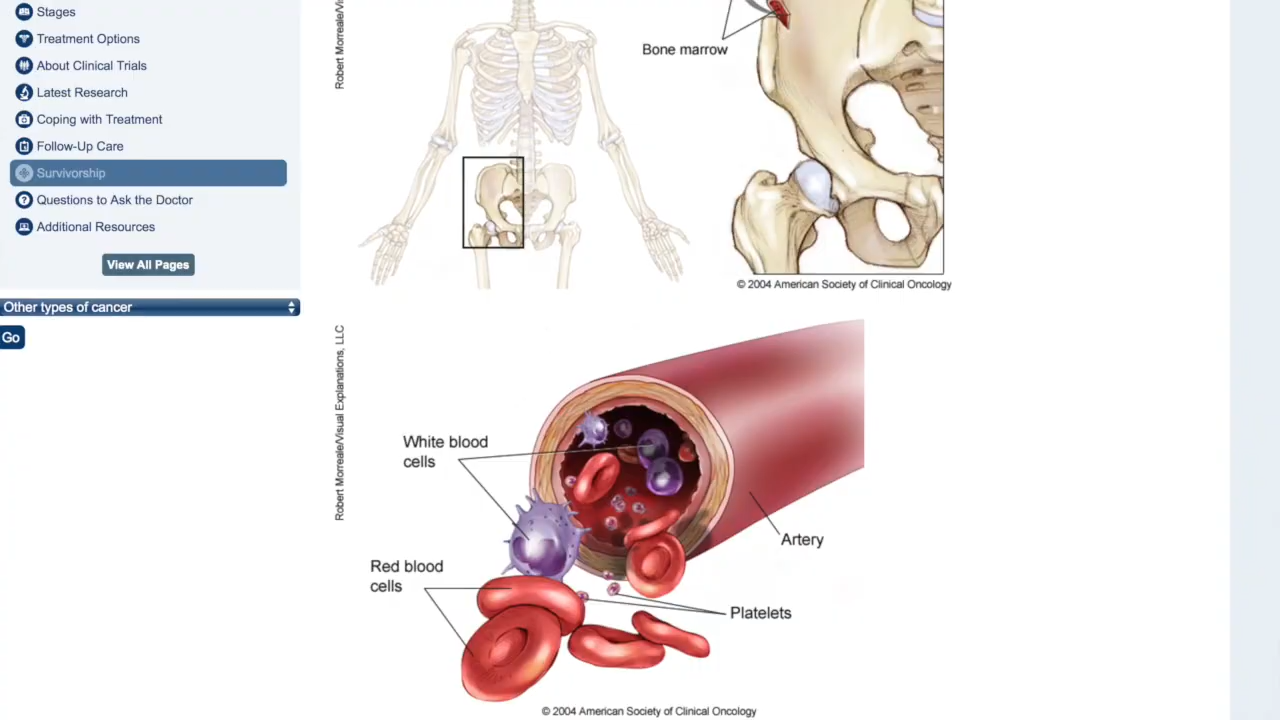 Stages
Treatment Options
About Clinical Trials
Latest Research
Coping with Treatment
Follow-Up Care
Survivorship
Questions to Ask the Doctor
Additional Resources
View All Pages
Other types of cancer
Go
Bone marrow
© 2004 American Society of Clinical Oncology
Robert Morreale/Visual Explanations, LLC
White blood
cells
Red blood
cells
Artery
Platelets
© 2004 American Society of Clinical Oncology
Robert Morreale/Vi